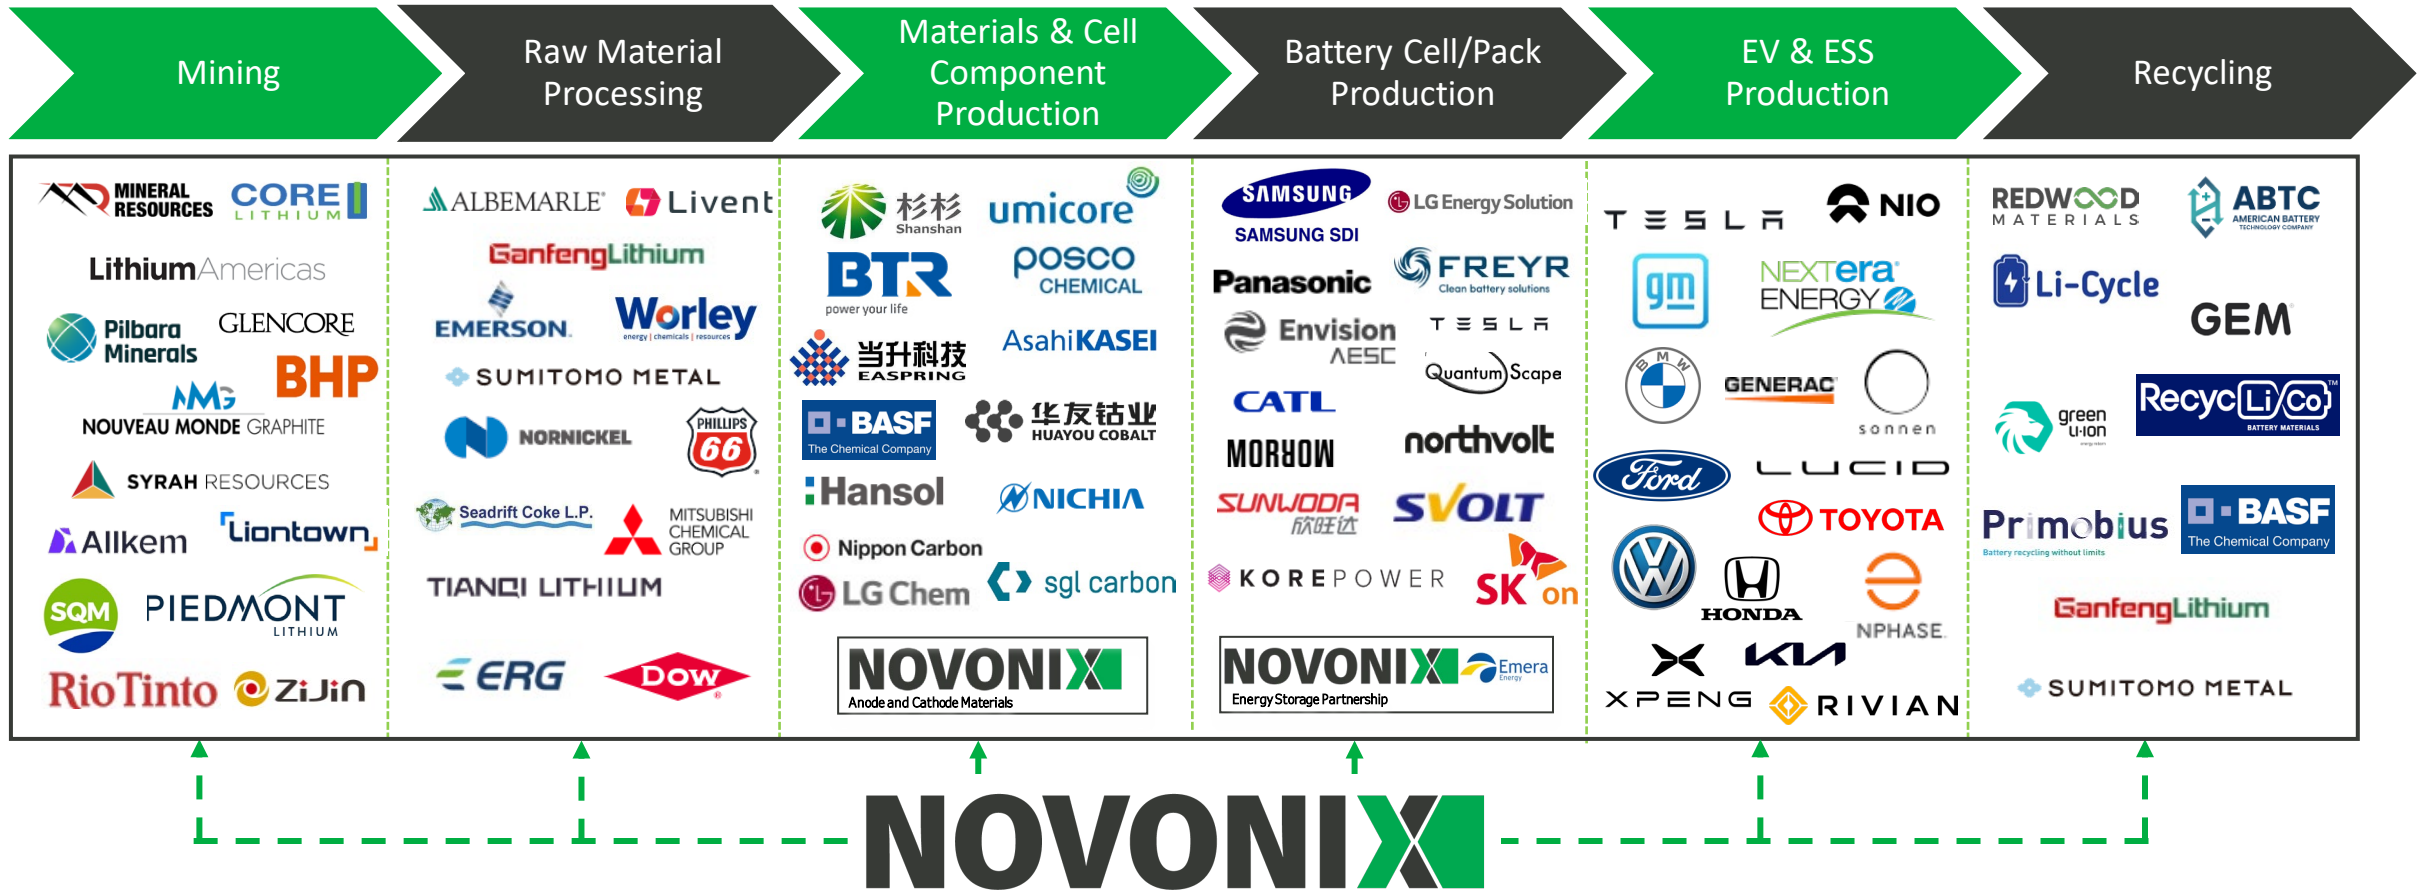 Mining
Raw Material
Processing
Materials & Cell
Component
Production
Battery Cell/Pack
Production
EV & ESS
Production
Recycling
MINERAL
RESOURCES
CORE
LITHIUM
LithiumAmericas
Pilbara
Minerals
GLENCORE
BHP
NMG
NOUVEAU MONDE GRAPHITE
SYRAH RESOURCES
Allkem
Liontown
SQM
PIEDMONT
LITHIUM
RioTinto
ZiJin
ALBEMARLE
Livent
GanfengLithium
EMERSON
Worley
energy | chemicals | resources
SUMITOMO METAL
NORNICKEL
PHILLIPS
66
Seadrift Coke L.P.
MITSUBISHI
CHEMICAL
GROUP
TIANQI LITHIUM
ERG
DOW
杉杉
Shanshan
umicore
BTR
power your life
posco
CHEMICAL
当升科技
EASPRING
AsahiKASEI
BASF
The Chemical Company
华友钴业
HUAYOU COBALT
Hansol
NICHIA
Nippon Carbon
LG Chem
sgl carbon
NOVONIX
Anode and Cathode Materials
SAMSUNG
SAMSUNG SDI
LG Energy Solution
Panasonic
FREYR
Clean battery solutions
Envision
AESC
TESLA
QuantumScape
CATL
MORROW
northvolt
SUNWODA
欣旺达
SVOLT
KOREPOWER
SK on
NOVONIX
Energy Storage Partnership
Emera
Energy
TESLA
NIO
gm
NEXTera
ENERGY
BMW
GENERAC
sonnen
Ford
LUCID
TOYOTA
HONDA
NPHASE
XPENG
KIA
RIVIAN
REDWOOD
MATERIALS
ABTC
AMERICAN BATTERY
TECHNOLOGY COMPANY
Li-Cycle
GEM
green
Li-ion
RecycLiCo™
BATTERY MATERIALS
Primobius
Battery recycling without limits
BASF
The Chemical Company
GanfengLithium
SUMITOMO METAL
NOVONIX